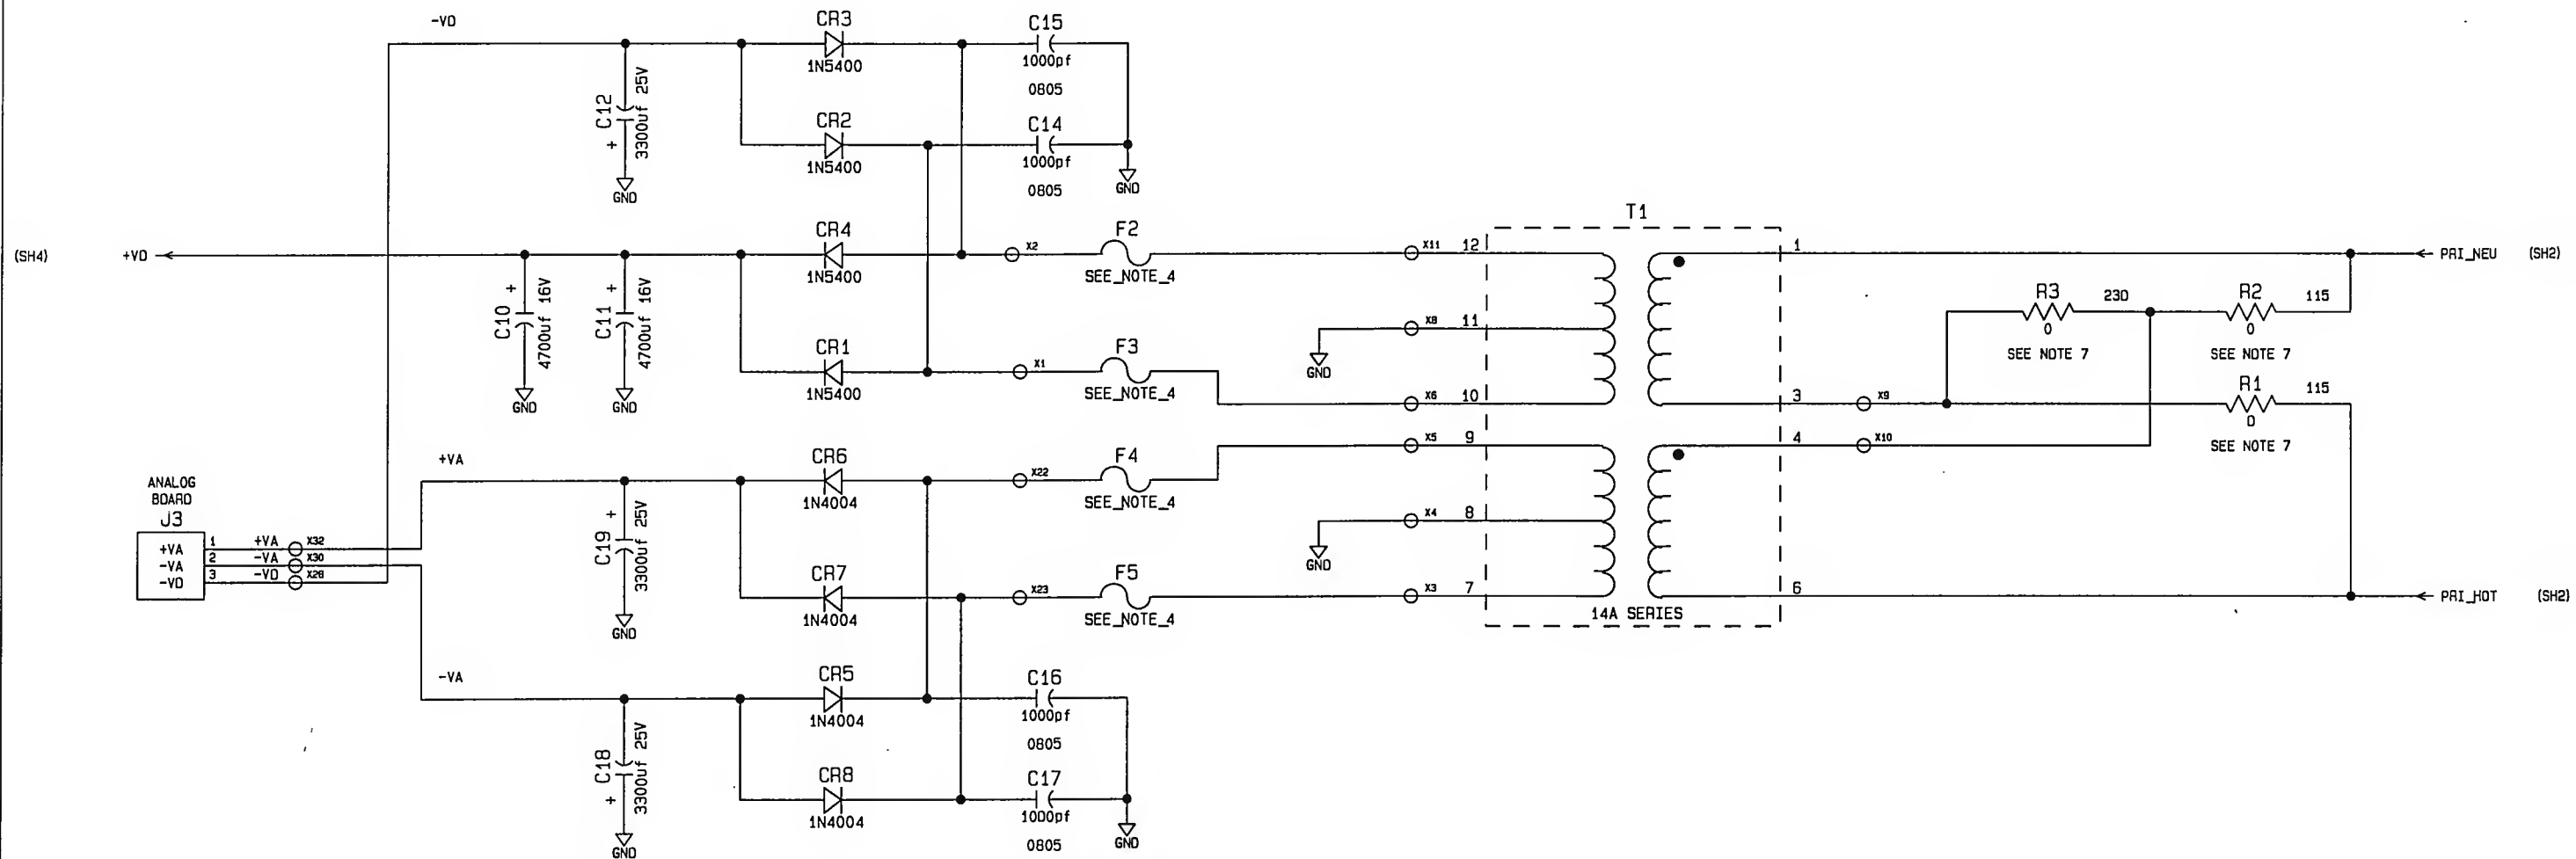 -VD
CR3
1N5400
C15
1000pf
0805
C12
3300uf 25V
+
GND
CR2
1N5400
C14
1000pf
0805
GND
(SH4)
+VD
CR4
1N5400
X2
F2
SEE_NOTE_4
X11
12
T1
1
PRI_NEU
(SH2)
C10
4700uf 16V
+
GND
C11
4700uf 16V
+
GND
CR1
1N5400
X1
F3
SEE_NOTE_4
GND
X8
11
X6
10
3
X9
R3
230
0
SEE NOTE 7
R2
115
0
SEE NOTE 7
R1
115
0
SEE NOTE 7
+VA
CR6
1N4004
X22
F4
SEE_NOTE_4
X5
9
4
X10
ANALOG
BOARD
J3
+VA
1
+VA
X32
-VA
2
-VA
X30
-VD
3
-VD
X28
C19
3300uf 25V
+
GND
CR7
1N4004
X23
F5
SEE_NOTE_4
GND
X4
8
X3
7
6
14A SERIES
PRI_HOT
(SH2)
-VA
CR5
1N4004
C16
1000pf
0805
C18
3300uf 25V
+
GND
CR8
1N4004
C17
1000pf
0805
GND